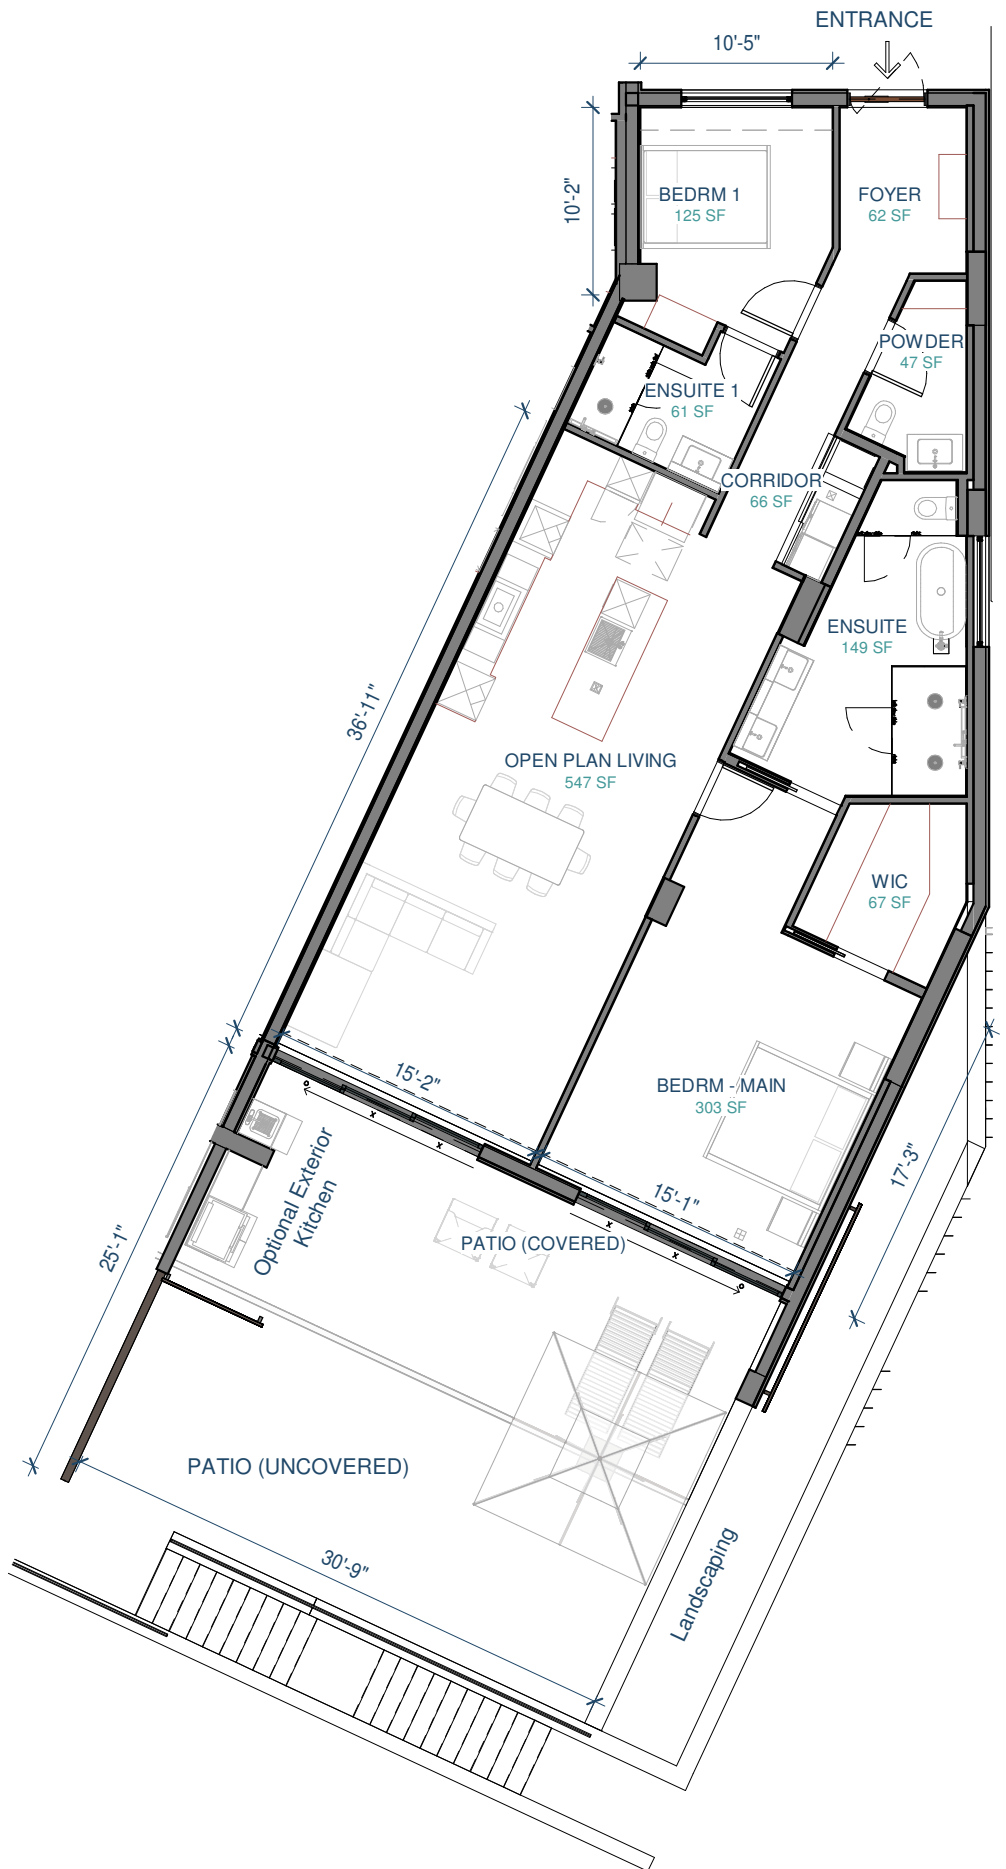 ENTRANCE
10'-5"
10'-2"
BEDRM 1
125 SF
FOYER
62 SF
POWDER
47 SF
ENSUITE 1
61 SF
CORRIDOR
66 SF
ENSUITE
149 SF
36'-11"
OPEN PLAN LIVING
547 SF
WIC
67 SF
15'-2"
BEDRM - MAIN
303 SF
17'-3"
Optional Exterior
Kitchen
15'-1"
25'-1"
PATIO (COVERED)
PATIO (UNCOVERED)
30'-9"
Landscaping